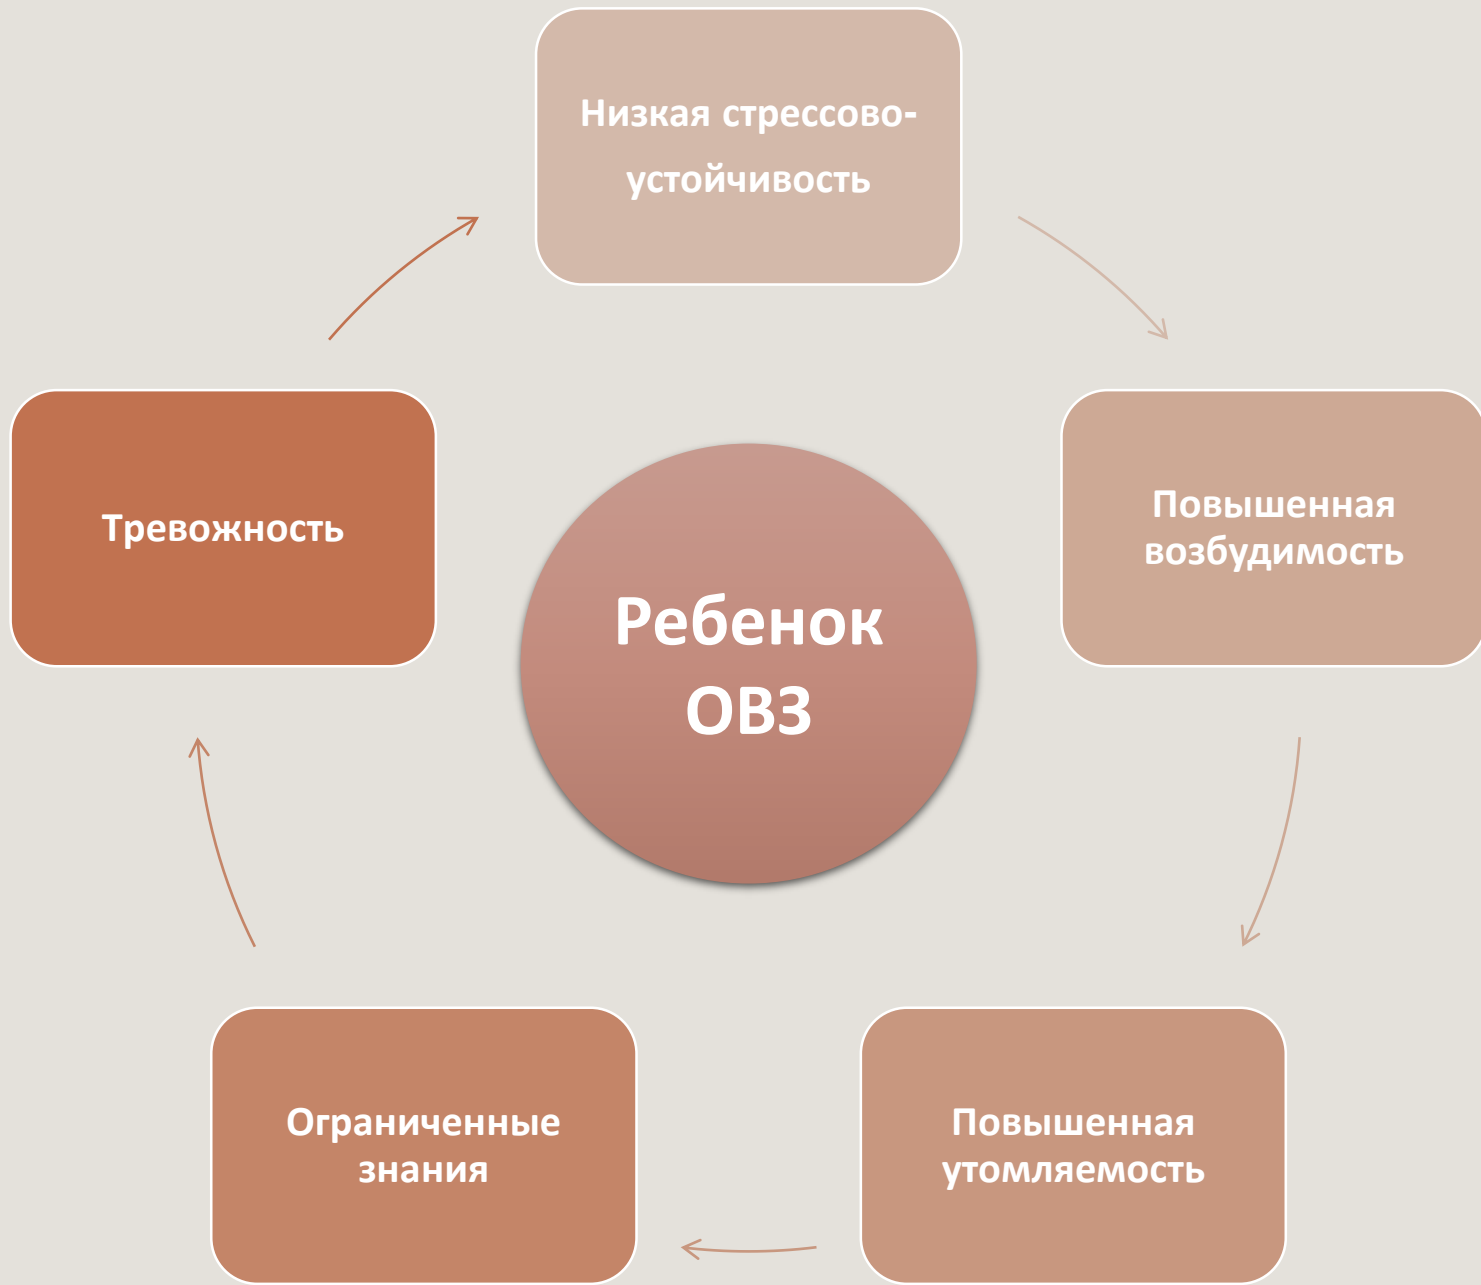 Низкая стрессово-
устойчивость
Повышенная
возбудимость
Повышенная
утомляемость
Ограниченные
знания
Тревожность
Ребенок
ОВЗ